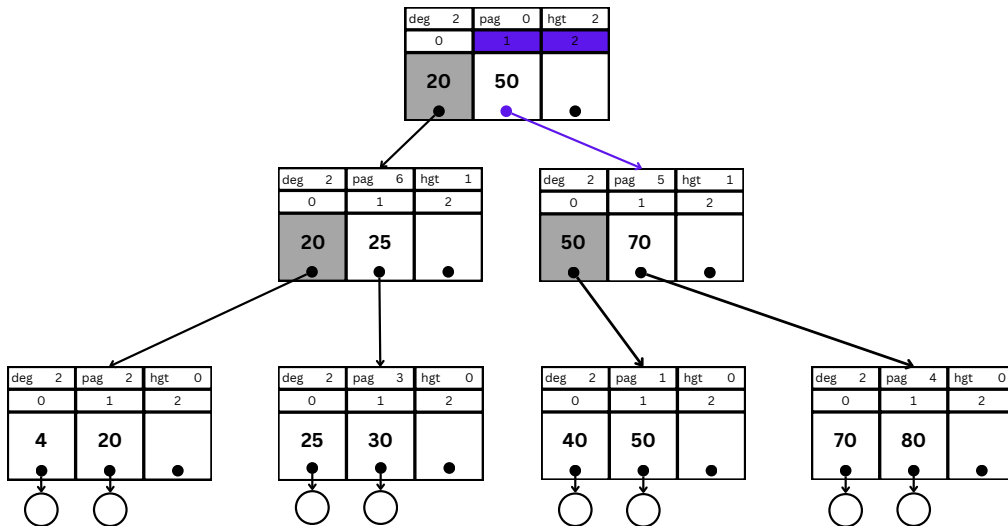 deg 2 pag 0 hgt 2
0 1 2
20 50
deg 2 pag 6 hgt 1
0 1 2
20 25
deg 2 pag 5 hgt 1
0 1 2
50 70
deg 2 pag 2 hgt 0
0 1 2
4 20
deg 2 pag 3 hgt 0
0 1 2
25 30
deg 2 pag 1 hgt 0
0 1 2
40 50
deg 2 pag 4 hgt 0
0 1 2
70 80